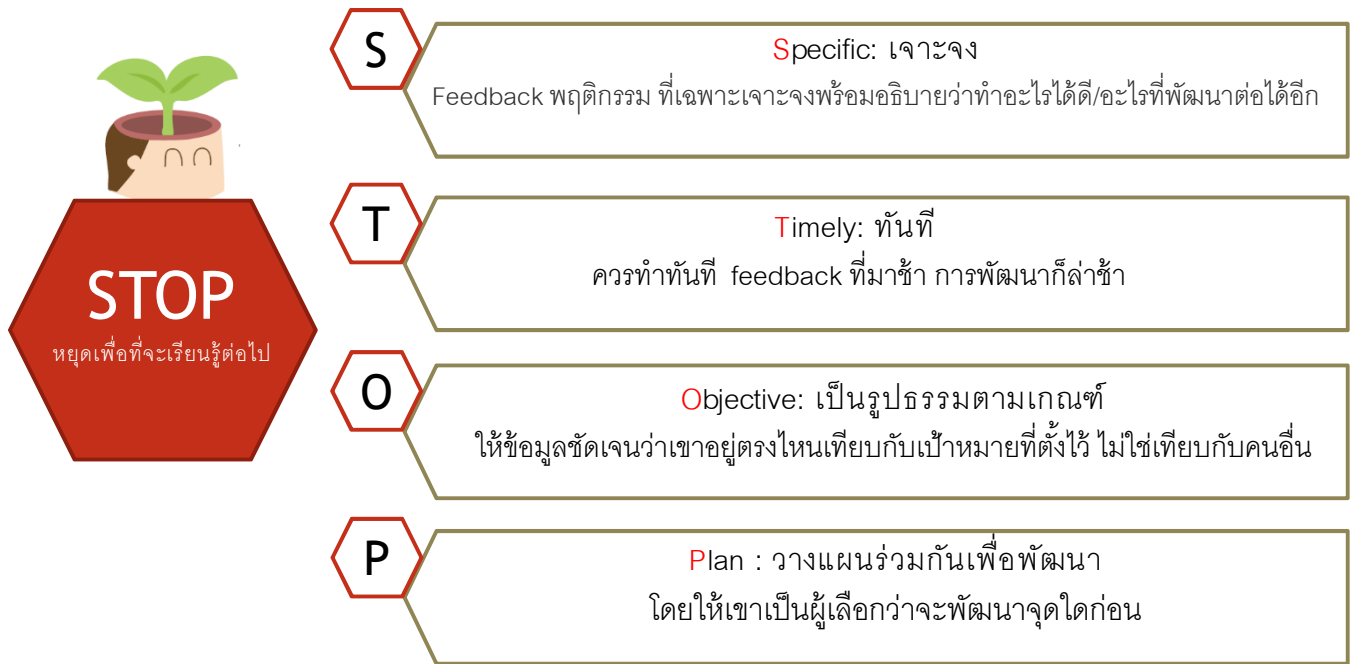 STOP
หยุดเพื่อที่จะเรียนรู้ต่อไป
S
Specific: เจาะจง
Feedback พฤติกรรม ที่เฉพาะเจาะจงพร้อมอธิบายว่าทำอะไรได้ดี/อะไรที่พัฒนาต่อได้อีก
T
Timely: ทันที
ควรทำทันที feedback ที่มาช้า การพัฒนาก็ล่าช้า
O
Objective: เป็นรูปธรรมตามเกณฑ์
ให้ข้อมูลชัดเจนว่าเขาอยู่ตรงไหนเทียบกับเป้าหมายที่ตั้งไว้ ไม่ใช่เทียบกับคนอื่น
P
Plan : วางแผนร่วมกันเพื่อพัฒนา
โดยให้เขาเป็นผู้เลือกว่าจะพัฒนาจุดใดก่อน